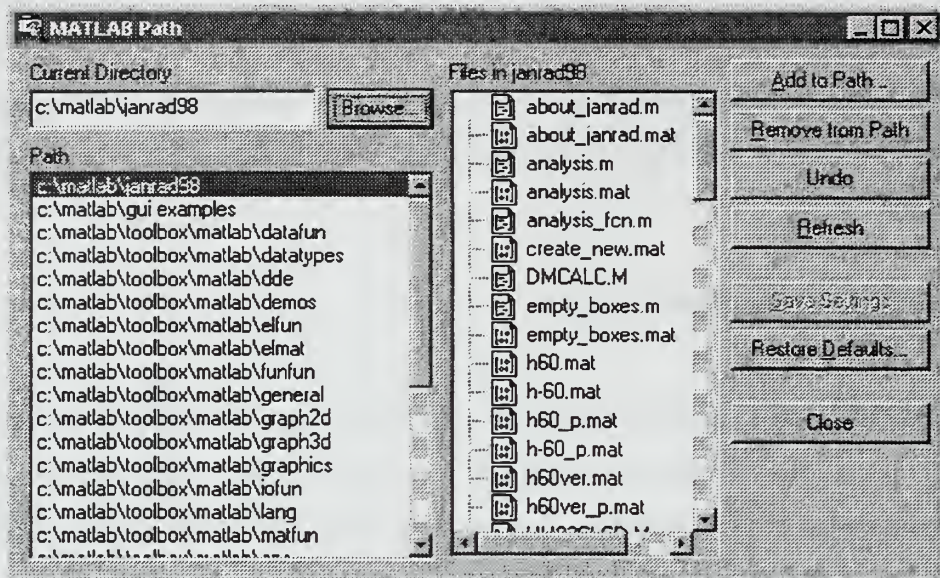 MATLAB Path
Current Directory
c:\matlab\janrad98
Browse...
Path
c:\matlab\janrad98
c:\matlab\gui examples
c:\matlab\toolbox\matlab\datafun
c:\matlab\toolbox\matlab\datatypes
c:\matlab\toolbox\matlab\dde
c:\matlab\toolbox\matlab\demos
c:\matlab\toolbox\matlab\elfun
c:\matlab\toolbox\matlab\elmat
c:\matlab\toolbox\matlab\funfun
c:\matlab\toolbox\matlab\general
c:\matlab\toolbox\matlab\graph2d
c:\matlab\toolbox\matlab\graph3d
c:\matlab\toolbox\matlab\graphics
c:\matlab\toolbox\matlab\iofun
c:\matlab\toolbox\matlab\lang
c:\matlab\toolbox\matlab\matfun
Files in janrad98
about_janrad.m
about_janrad.mat
analysis.m
analysis.mat
analysis_fcn.m
create_new.mat
DMCALC.M
empty_boxes.m
empty_boxes.mat
h60.mat
h-60.mat
h60_p.mat
h-60_p.mat
h60ver.mat
h60ver_p.mat
Add to Path...
Remove from Path
Undo
Refresh
Save Settings
Restore Defaults...
Close